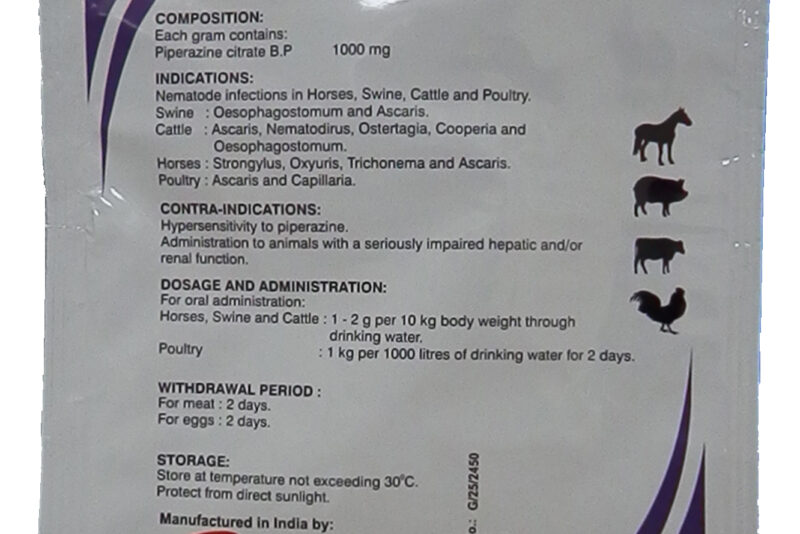 COMPOSITION:
Each gram contains:
Piperazine citrate B.P 1000 mg
INDICATIONS:
Nematode infections in Horses, Swine, Cattle and Poultry.
Swine : Oesophagostomum and Ascaris.
Cattle : Ascaris, Nematodirus, Ostertagia, Cooperia and
Oesophagostomum.
Horses : Strongylus, Oxyuris, Trichonema and Ascaris.
Poultry : Ascaris and Capillaria.
CONTRA-INDICATIONS:
Hypersensitivity to piperazine.
Administration to animals with a seriously impaired hepatic and/or
renal function.
DOSAGE AND ADMINISTRATION:
For oral administration:
Horses, Swine and Cattle : 1 - 2 g per 10 kg body weight through
drinking water.
Poultry : 1 kg per 1000 litres of drinking water for 2 days.
WITHDRAWAL PERIOD :
For meat : 2 days.
For eggs : 2 days.
STORAGE:
Store at temperature not exceeding 30°C.
Protect from direct sunlight.
Manufactured in India by:
o.: G/25/2450